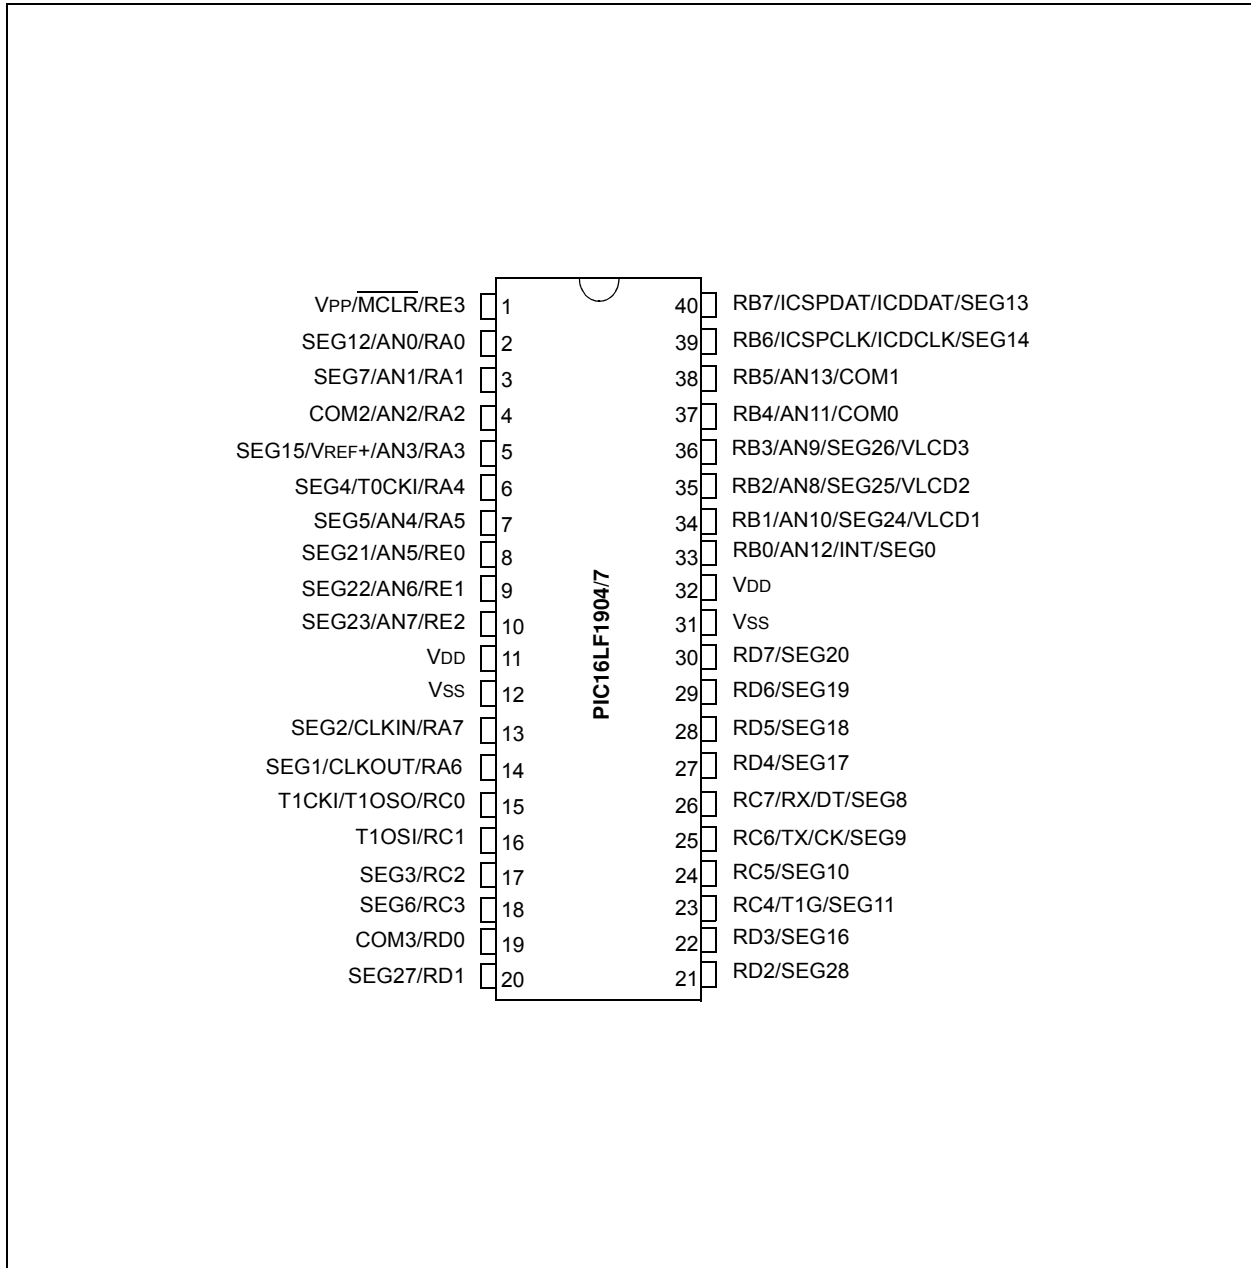 VPP/MCLR/RE3 1
SEG12/AN0/RA0 2
SEG7/AN1/RA1 3
COM2/AN2/RA2 4
SEG15/VREF+/AN3/RA3 5
SEG4/T0CKI/RA4 6
SEG5/AN4/RA5 7
SEG21/AN5/RE0 8
SEG22/AN6/RE1 9
SEG23/AN7/RE2 10
VDD 11
VSS 12
SEG2/CLKIN/RA7 13
SEG1/CLKOUT/RA6 14
T1CKI/T1OSO/RC0 15
T1OSI/RC1 16
SEG3/RC2 17
SEG6/RC3 18
COM3/RD0 19
SEG27/RD1 20
PIC16LF1904/7
40 RB7/ICSPDAT/ICDDAT/SEG13
39 RB6/ICSPCLK/ICDCLK/SEG14
38 RB5/AN13/COM1
37 RB4/AN11/COM0
36 RB3/AN9/SEG26/VLCD3
35 RB2/AN8/SEG25/VLCD2
34 RB1/AN10/SEG24/VLCD1
33 RB0/AN12/INT/SEG0
32 VDD
31 VSS
30 RD7/SEG20
29 RD6/SEG19
28 RD5/SEG18
27 RD4/SEG17
26 RC7/RX/DT/SEG8
25 RC6/TX/CK/SEG9
24 RC5/SEG10
23 RC4/T1G/SEG11
22 RD3/SEG16
21 RD2/SEG28